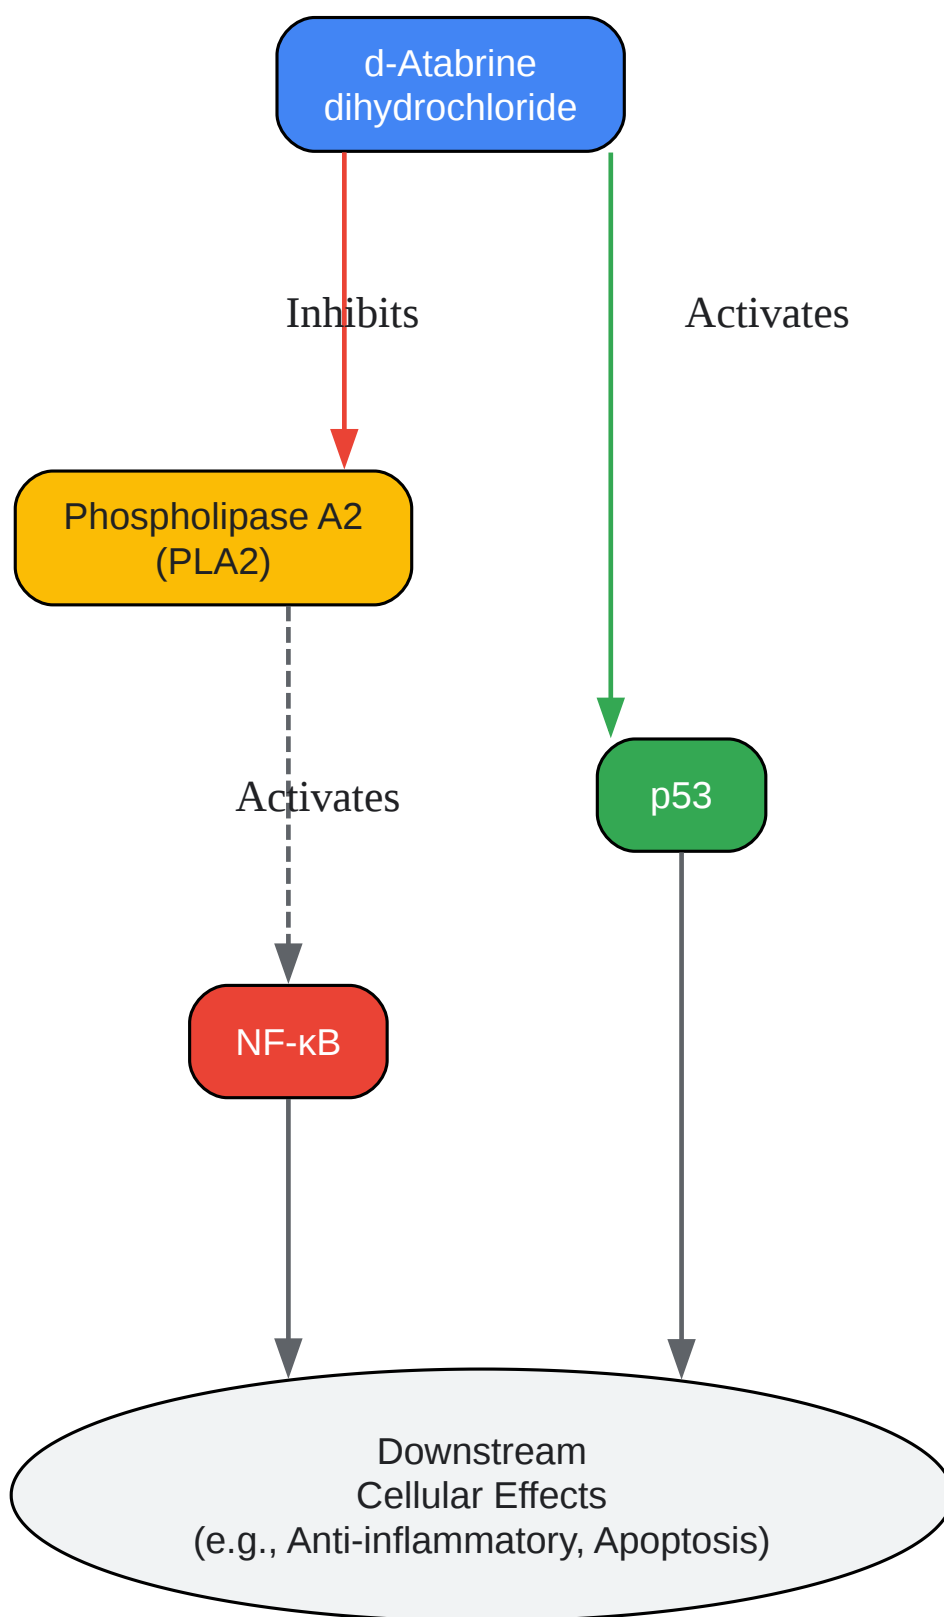 d-Atabrine
dihydrochloride
Inhibits
Activates
Phospholipase A2
(PLA2)
Activates
p53
NF-κB
Downstream
Cellular Effects
(e.g., Anti-inflammatory, Apoptosis)